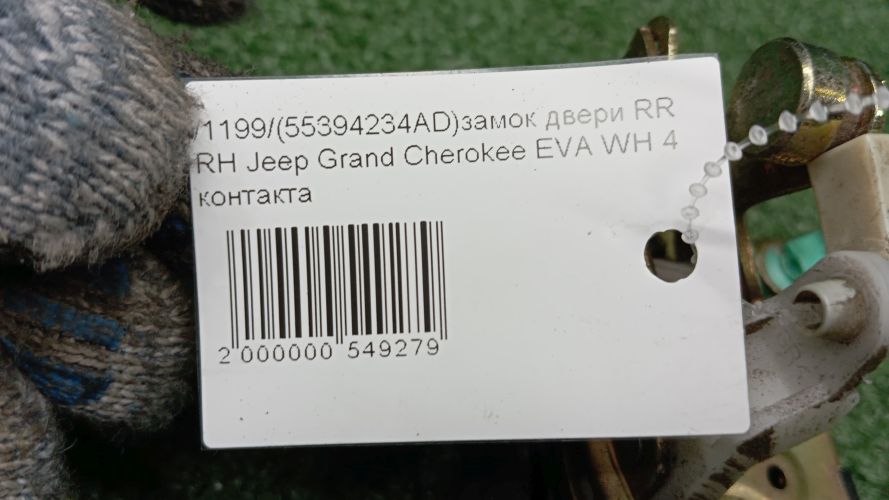 /1199/(55394234AD)замок двери RR
RH Jeep Grand Cherokee EVA WH 4
контакта
2 000000 549279